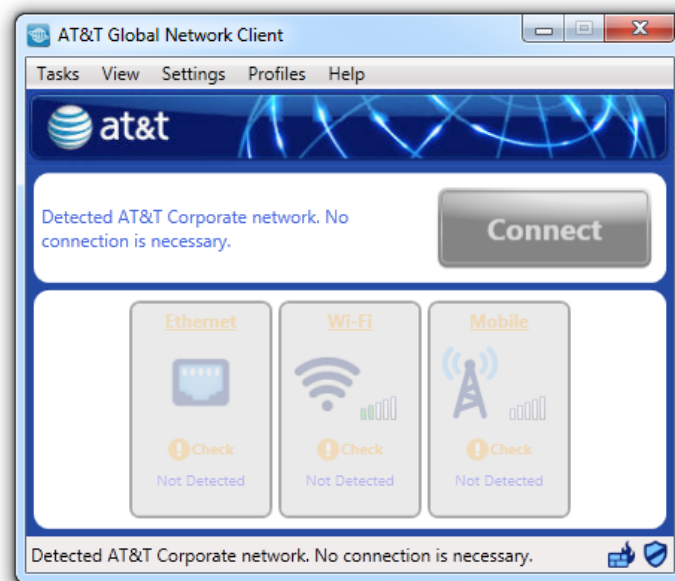 AT&T Global Network Client
Tasks View Settings Profiles Help
at&t
Detected AT&T Corporate network. No
connection is necessary.
Connect
Ethernet Wi-Fi Mobile
Check Check Check
Not Detected Not Detected Not Detected
Detected AT&T Corporate network. No connection is necessary.